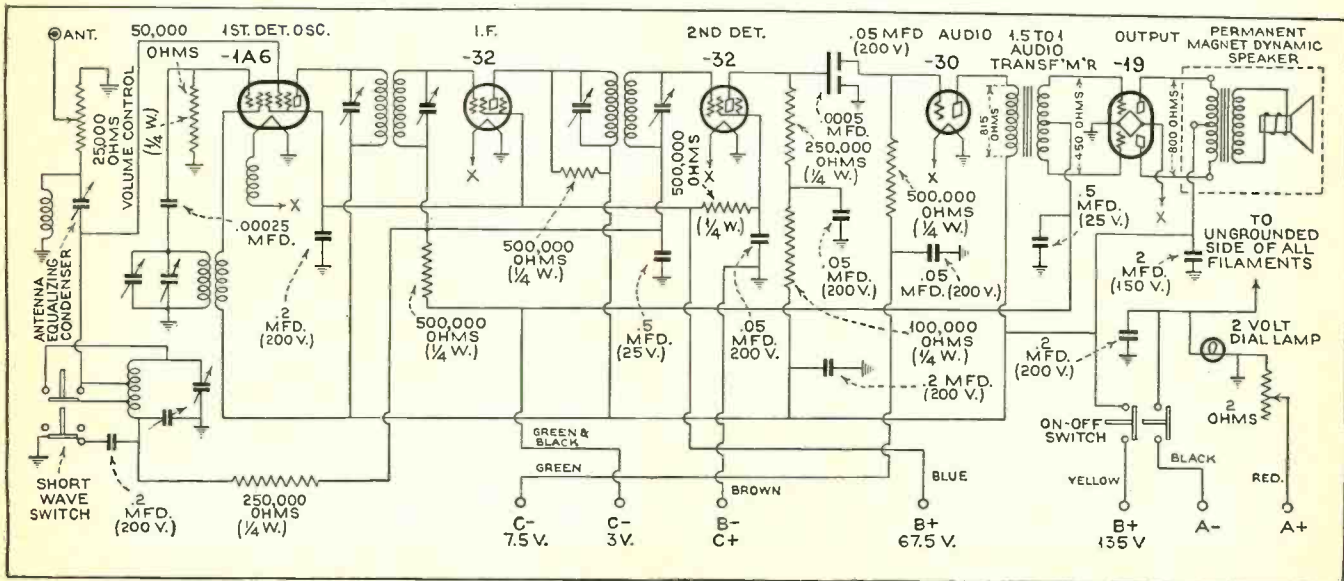 ANT.
50,000
OHMS
(1/4 W.)
1ST. DET. OSC.
-1A6
I.F.
-32
2ND DET.
-32
.05 MFD
(200 V)
AUDIO
-30
1.5 TO 1
AUDIO
TRANSF'M'R
OUTPUT
-19
PERMANENT
MAGNET DYNAMIC
SPEAKER
25,000
OHMS
VOLUME CONTROL
.0005
MFD.
250,000
OHMS
(1/4 W.)
815
OHMS
450 OHMS
800 OHMS
X
X
X
X
X
.00025
MFD.
500,000
OHMS
(1/4 W.)
500,000
OHMS
(1/4 W.)
500,000
OHMS
(1/4 W.)
.5
MFD.
(25 V.)
TO
UNGROUNDED
SIDE OF ALL
FILAMENTS
ANTENNA
EQUALIZING
CONDENSER
.2
MFD.
(200 V.)
500,000
OHMS
(1/4 W.)
.5
MFD.
(25 V.)
.05
MFD.
200 V.
.05
MFD.
(200 V.)
.05
MFD. (200 V.)
100,000
OHMS
(1/4 W.)
2
MFD.
(150 V.)
.2
MFD.
(200 V.)
2 VOLT
DIAL LAMP
.2 MFD.
(200 V.)
2
OHMS
ON-OFF
SWITCH
SHORT
WAVE
SWITCH
.2
MFD.
(200 V.)
250,000
OHMS
(1/4 W.)
GREEN &
BLACK
GREEN
BROWN
BLUE
YELLOW
BLACK
RED.
C-
7.5 V.
C-
3V.
B-
C+
B+
67.5 V.
B+
135 V
A-
A+